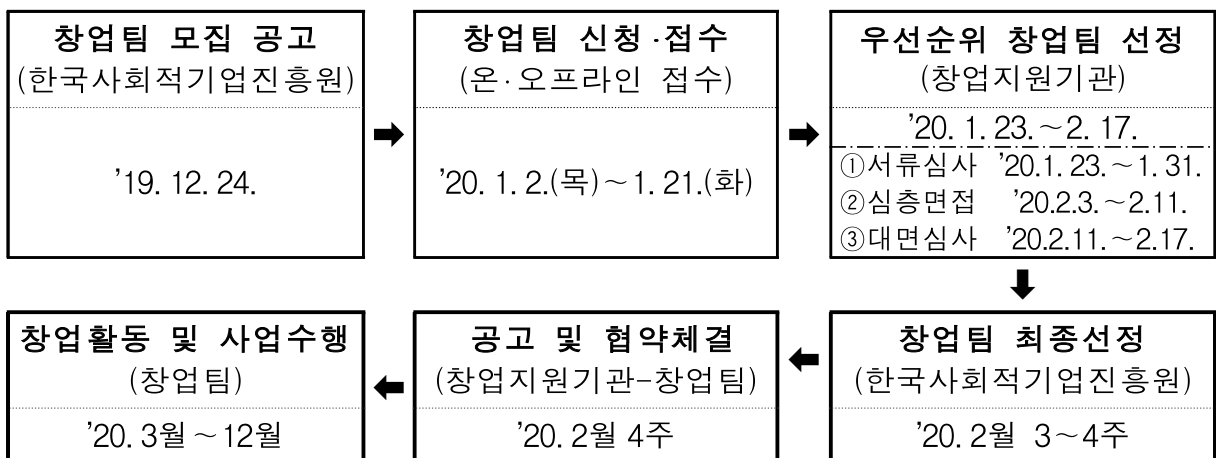 창업팀 모집 공고
(한국사회적기업진흥원)
'19. 12. 24.
창업팀 신청·접수
(온·오프라인 접수)
'20. 1. 2.(목)～1. 21.(화)
우선순위 창업팀 선정
(창업지원기관)
'20. 1. 23.～2. 17.
①서류심사 '20.1. 23.～1. 31.
②심층면접 '20.2.3.～2.11.
③대면심사 '20.2.11.～2.17.
창업팀 최종선정
(한국사회적기업진흥원)
'20. 2월 3～4주
공고 및 협약체결
(창업지원기관-창업팀)
'20. 2월 4주
창업활동 및 사업수행
(창업팀)
'20. 3월～12월